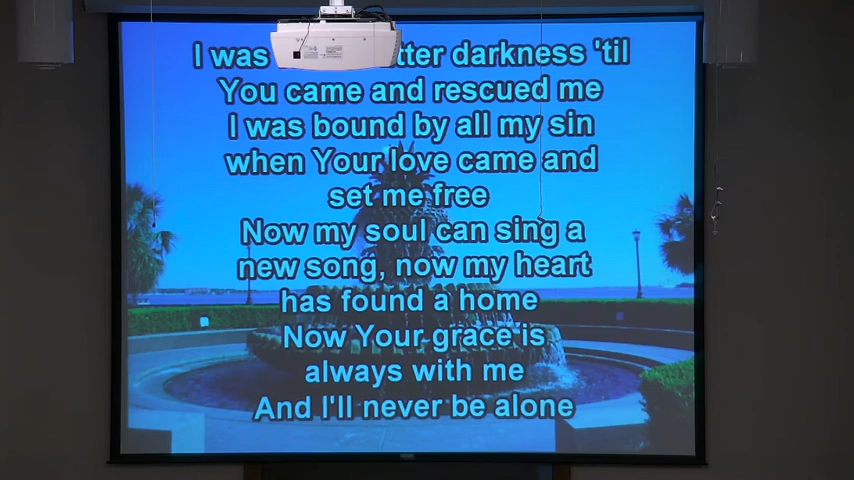 I was darkness 'til
You came and rescued me
I was bound by all my sin
when Your love came and
set me free
Now my soul can sing a
new song, now my heart
has found a home
Now Your grace is
always with me
And I'll never be alone